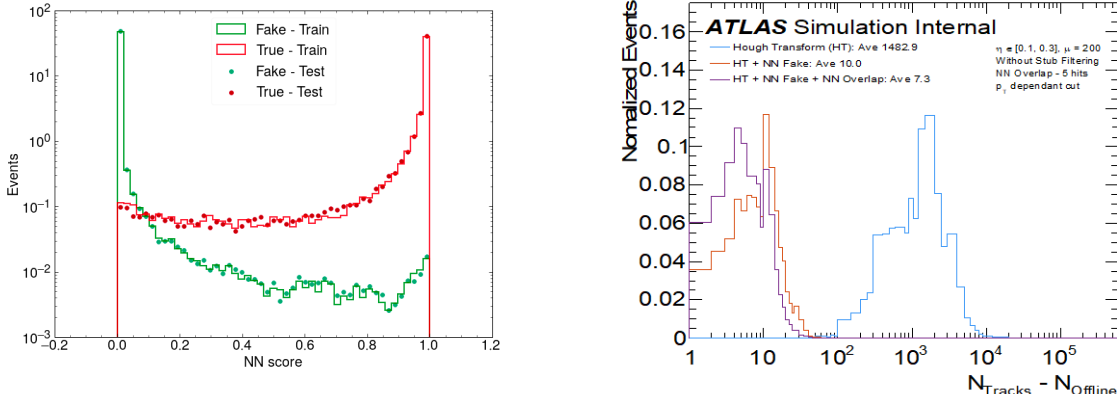 10²
10¹
10⁰
10⁻¹
10⁻²
10⁻³
Events
−0.2
0.0
0.2
0.4
0.6
0.8
1.0
1.2
NN score
Fake - Train
True - Train
Fake - Test
True - Test
Normalized Events
0.16
0.14
0.12
0.1
0.08
0.06
0.04
0.02
0
ATLAS Simulation Internal
Hough Transform (HT): Ave 1482.9
HT + NN Fake: Ave 10.0
HT + NN Fake + NN Overlap: Ave 7.3
η ∈ [0.1, 0.3], μ = 200
Without Stub Filtering
NN Overlap - 5 hits
p_T dependant cut
1
10
10²
10³
10⁴
10⁵
N_Tracks - N_Offline